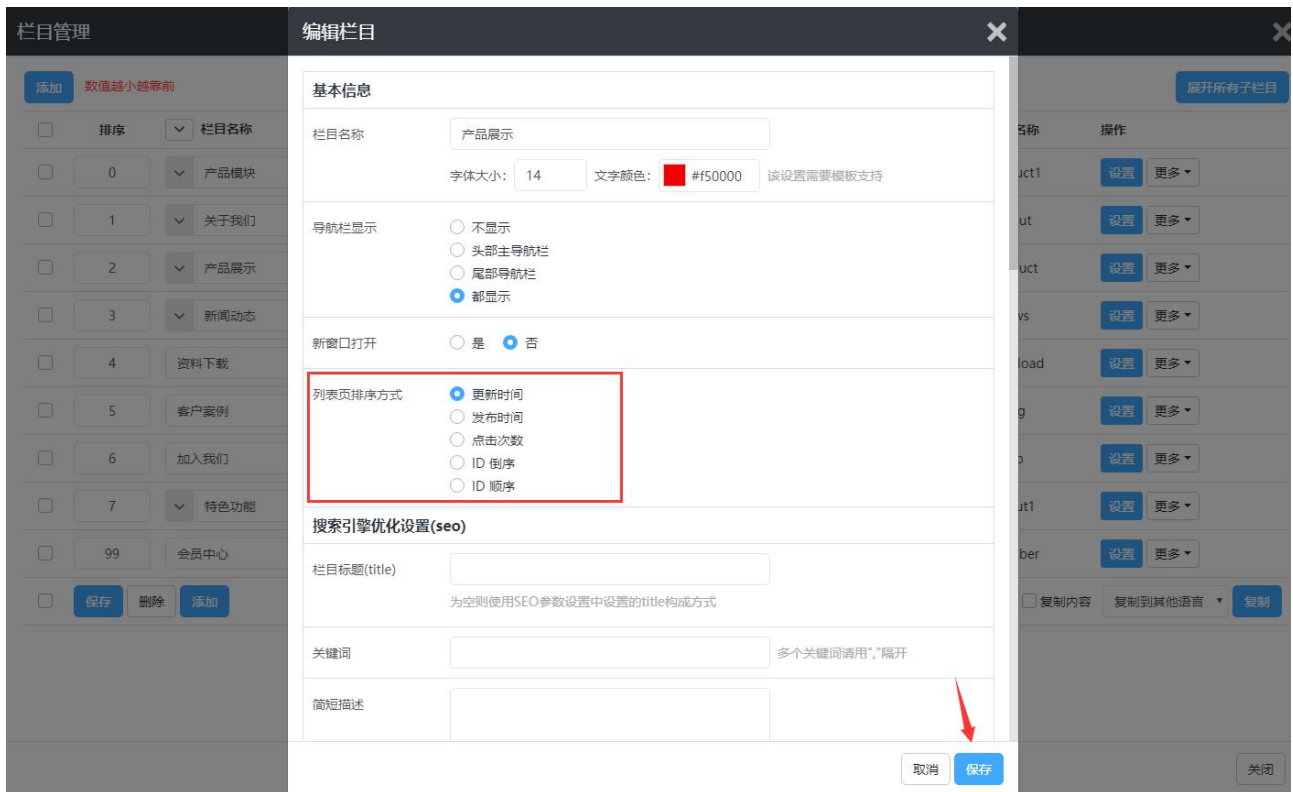 栏目管理
编辑栏目
添加 数值越小越靠前
展开所有子栏目
基本信息
排序 栏目名称
栏目名称 产品展示
名称 操作
0 产品模块
字体大小： 14 文字颜色： #f50000 该设置需要模板支持
uct1 设置 更多
1 关于我们
导航栏显示 不显示
头部主导航栏
尾部导航栏
都显示
ut 设置 更多
2 产品展示
uct 设置 更多
3 新闻动态
新窗口打开 是 否
ws 设置 更多
4 资料下载
load 设置 更多
列表页排序方式 更新时间
发布时间
点击次数
ID 倒序
ID 顺序
5 客户案例
g 设置 更多
6 加入我们
设置 更多
7 特色功能
ut1 设置 更多
搜索引擎优化设置(seo)
99 会员中心
ber 设置 更多
栏目标题(title)
为空则使用SEO参数设置中设置的title构成方式
保存 删除 添加
复制内容 复制到其他语言 复制
关键词 多个关键词请用","隔开
简短描述
取消 保存
关闭